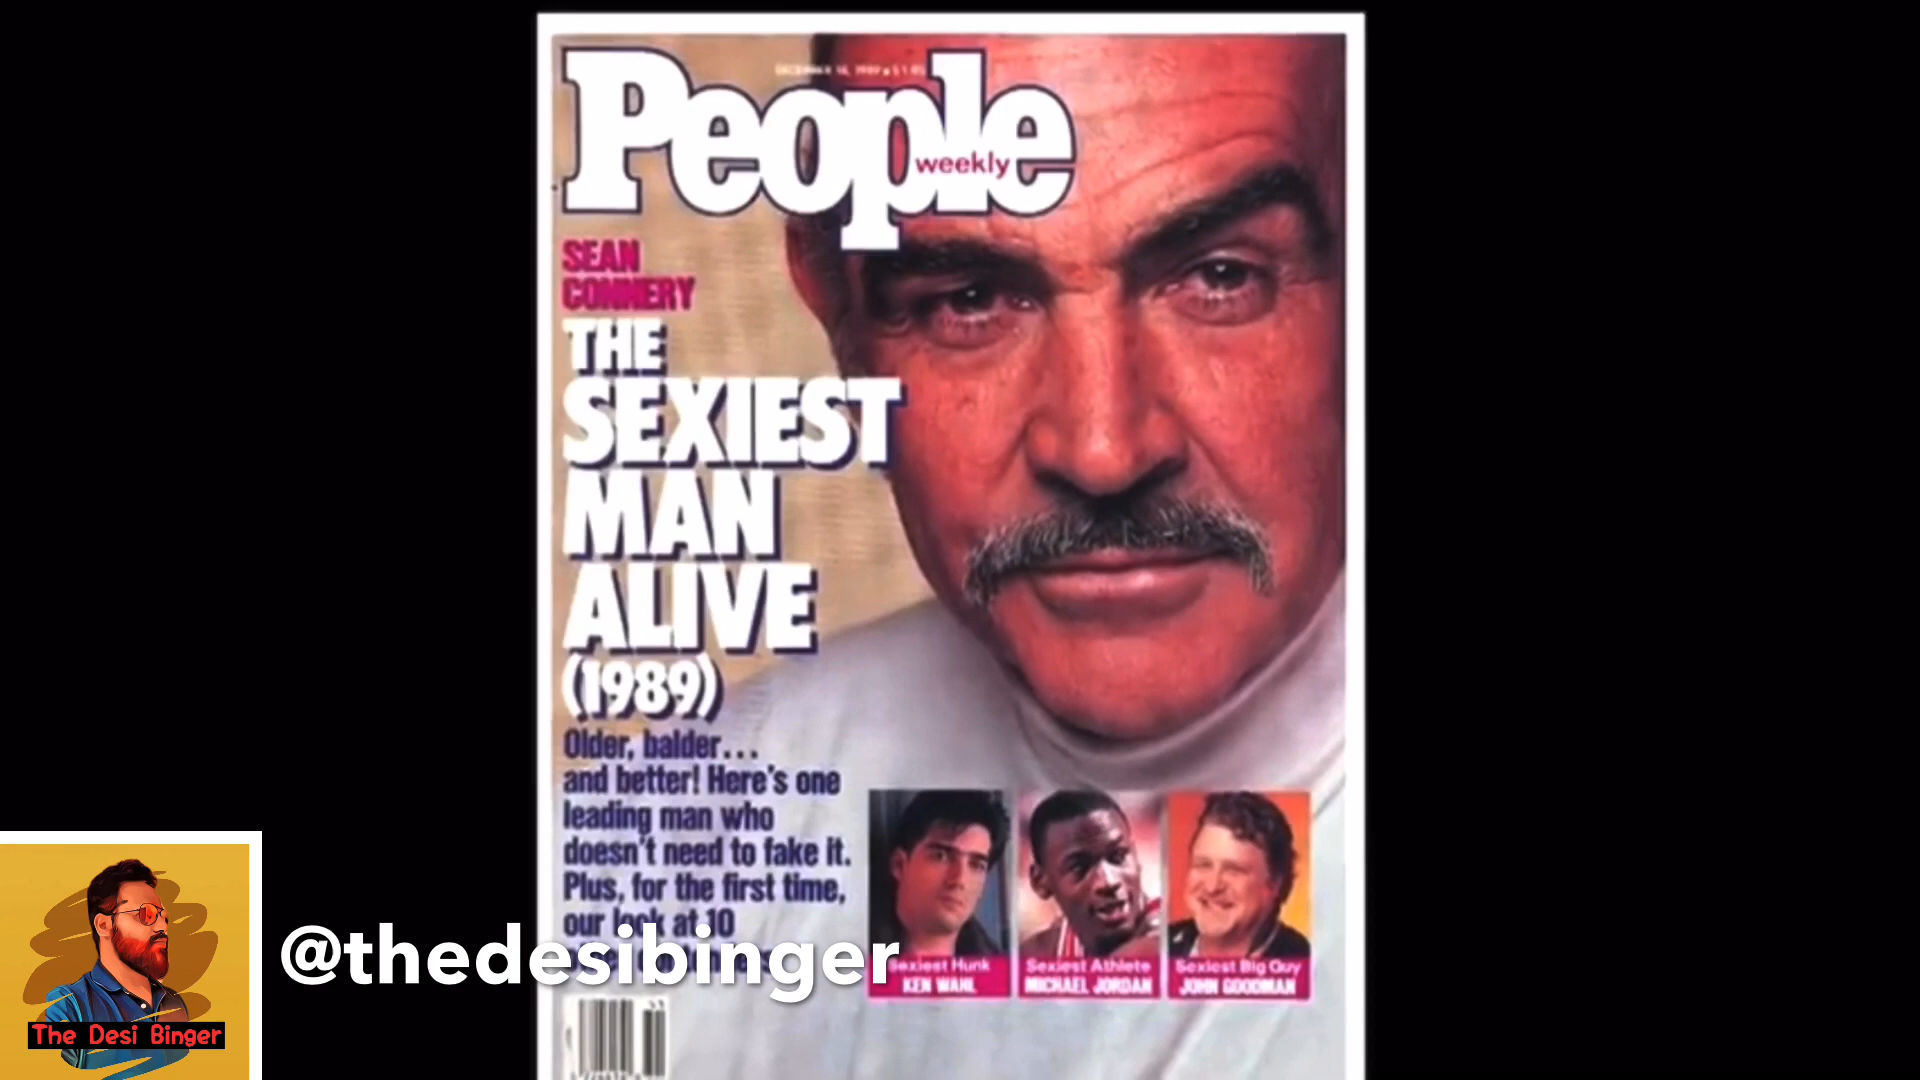 People
weekly
SEAN
CONNERY
THE
SEXIEST
MAN
ALIVE
(1989)
Older, balder...
and better! Here's one
leading man who
doesn't need to fake it.
Plus, for the first time,
our look at 10
Sexiest Hunk
KEN WAHL
Sexiest Athlete
MICHAEL JORDAN
Sexiest Big Guy
JOHN GOODMAN
@thedesibinger
The Desi Binger